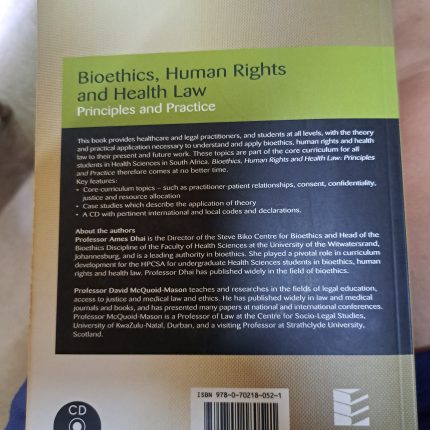 Bioethics, Human Rights
and Health Law
Principles and Practice
This book provides healthcare and legal practitioners, and students at all levels, with the theory
and practical application necessary to understand and apply bioethics, human rights and health
law to their present and future work. These topics are part of the core curriculum for all
students in Health Sciences in South Africa. Bioethics, Human Rights and Health Law: Principles
and Practice therefore comes at no better time.
Key features:
• Core-curriculum topics – such as practitioner-patient relationships, consent, confidentiality,
justice and resource allocation
• Case studies which describe the application of theory
• A CD with pertinent international and local codes and declarations.
About the authors
Professor Ames Dhai is the Director of the Steve Biko Centre for Bioethics and Head of the
Bioethics Discipline of the Faculty of Health Sciences at the University of the Witwatersrand,
Johannesburg, and is a leading authority in bioethics. She played a pivotal role in curriculum
development for the HPCSA for undergraduate Health Sciences students in bioethics, human
rights and health law. Professor Dhai has published widely in the field of bioethics.
Professor David McQuoid-Mason teaches and researches in the fields of legal education,
access to justice and medical law and ethics. He has published widely in law and medical
journals and books, and has presented many papers at national and international conferences.
Professor McQuoid-Mason is a Professor of Law at the Centre for Socio-Legal Studies,
University of KwaZulu-Natal, Durban, and a visiting Professor at Strathclyde University,
Scotland.
CD
ISBN 978-0-70218-052-1